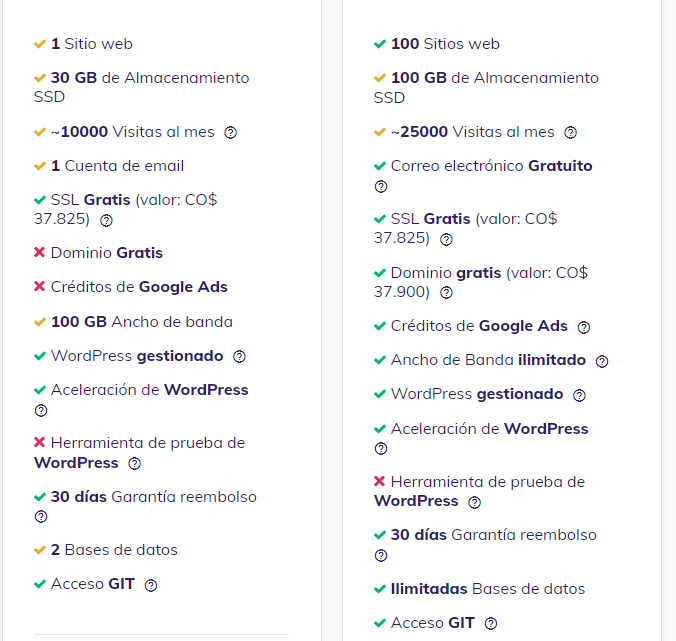 1 Sitio web
30 GB de Almacenamiento
SSD
~10000 Visitas al mes
1 Cuenta de email
SSL Gratis (valor: CO$
37.825)
Dominio Gratis
Créditos de Google Ads
100 GB Ancho de banda
WordPress gestionado
Aceleración de WordPress
Herramienta de prueba de
WordPress
30 días Garantía reembolso
2 Bases de datos
Acceso GIT
100 Sitios web
100 GB de Almacenamiento
SSD
~25000 Visitas al mes
Correo electrónico Gratuito
SSL Gratis (valor: CO$
37.825)
Dominio gratis (valor: CO$
37.900)
Créditos de Google Ads
Ancho de Banda ilimitado
WordPress gestionado
Aceleración de WordPress
Herramienta de prueba de
WordPress
30 días Garantía reembolso
Ilimitadas Bases de datos
Acceso GIT